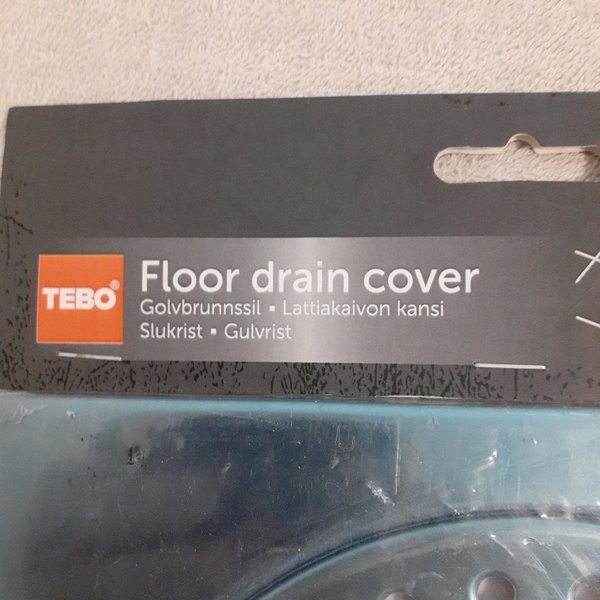 TEBO®
Floor drain cover
Golvbrunnssil ▪ Lattiakaivon kansi
Slukrist ▪ Gulvrist